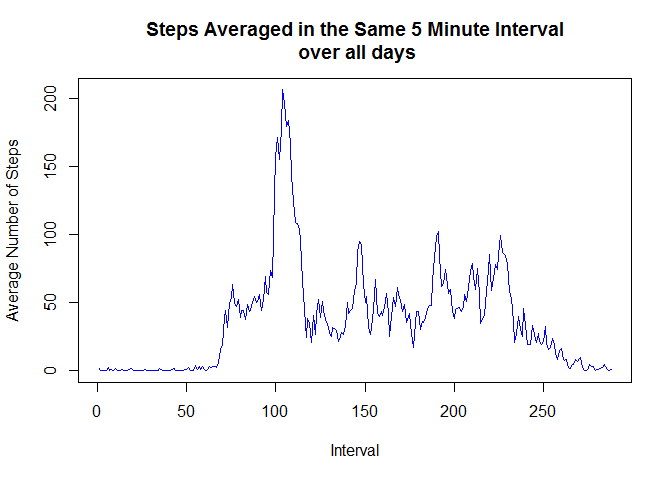 Steps Averaged in the Same 5 Minute Interval
over all days
Average Number of Steps
200
150
100
50
0
0 50 100 150 200 250
Interval